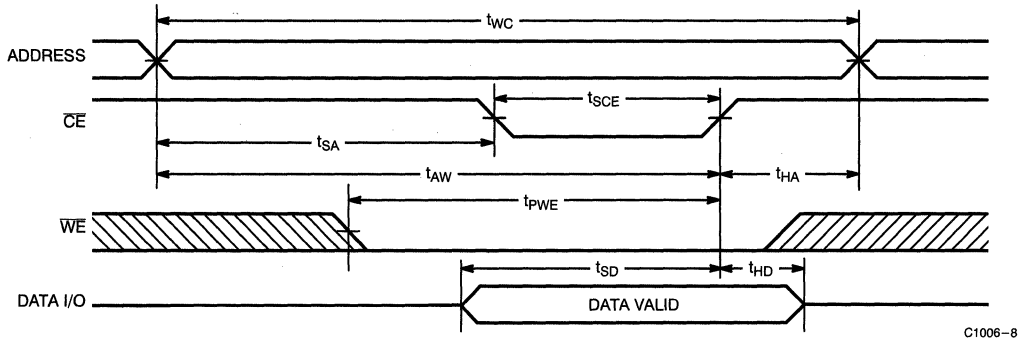 tWC
ADDRESS
tSCE
CE
tSA
tAW
tHA
tPWE
WE
tSD
tHD
DATA I/O
DATA VALID
C1006-8